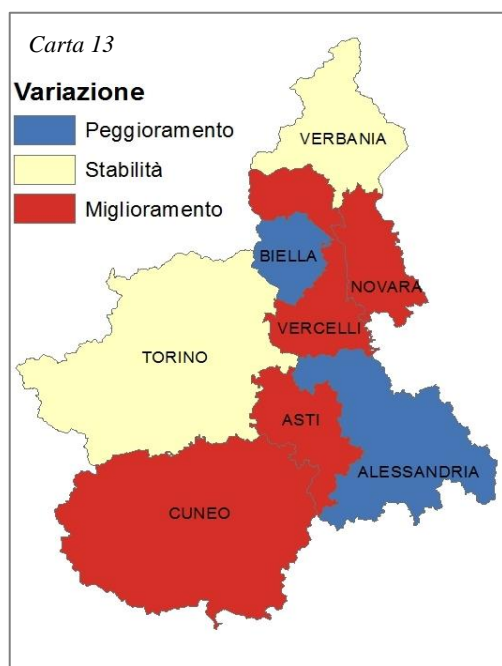 Carta 13
Variazione
Peggioramento
Stabilità
Miglioramento
VERBANIA
BIELLA
NOVARA
VERCELLI
TORINO
ASTI
ALESSANDRIA
CUNEO